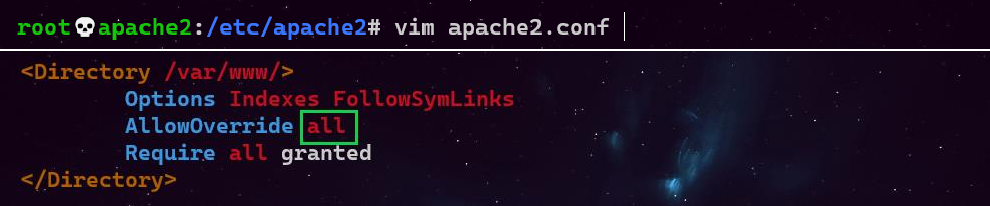 root💀apache2:/etc/apache2# vim apache2.conf
<Directory /var/www/>
        Options Indexes FollowSymLinks
        AllowOverride all
        Require all granted
</Directory>